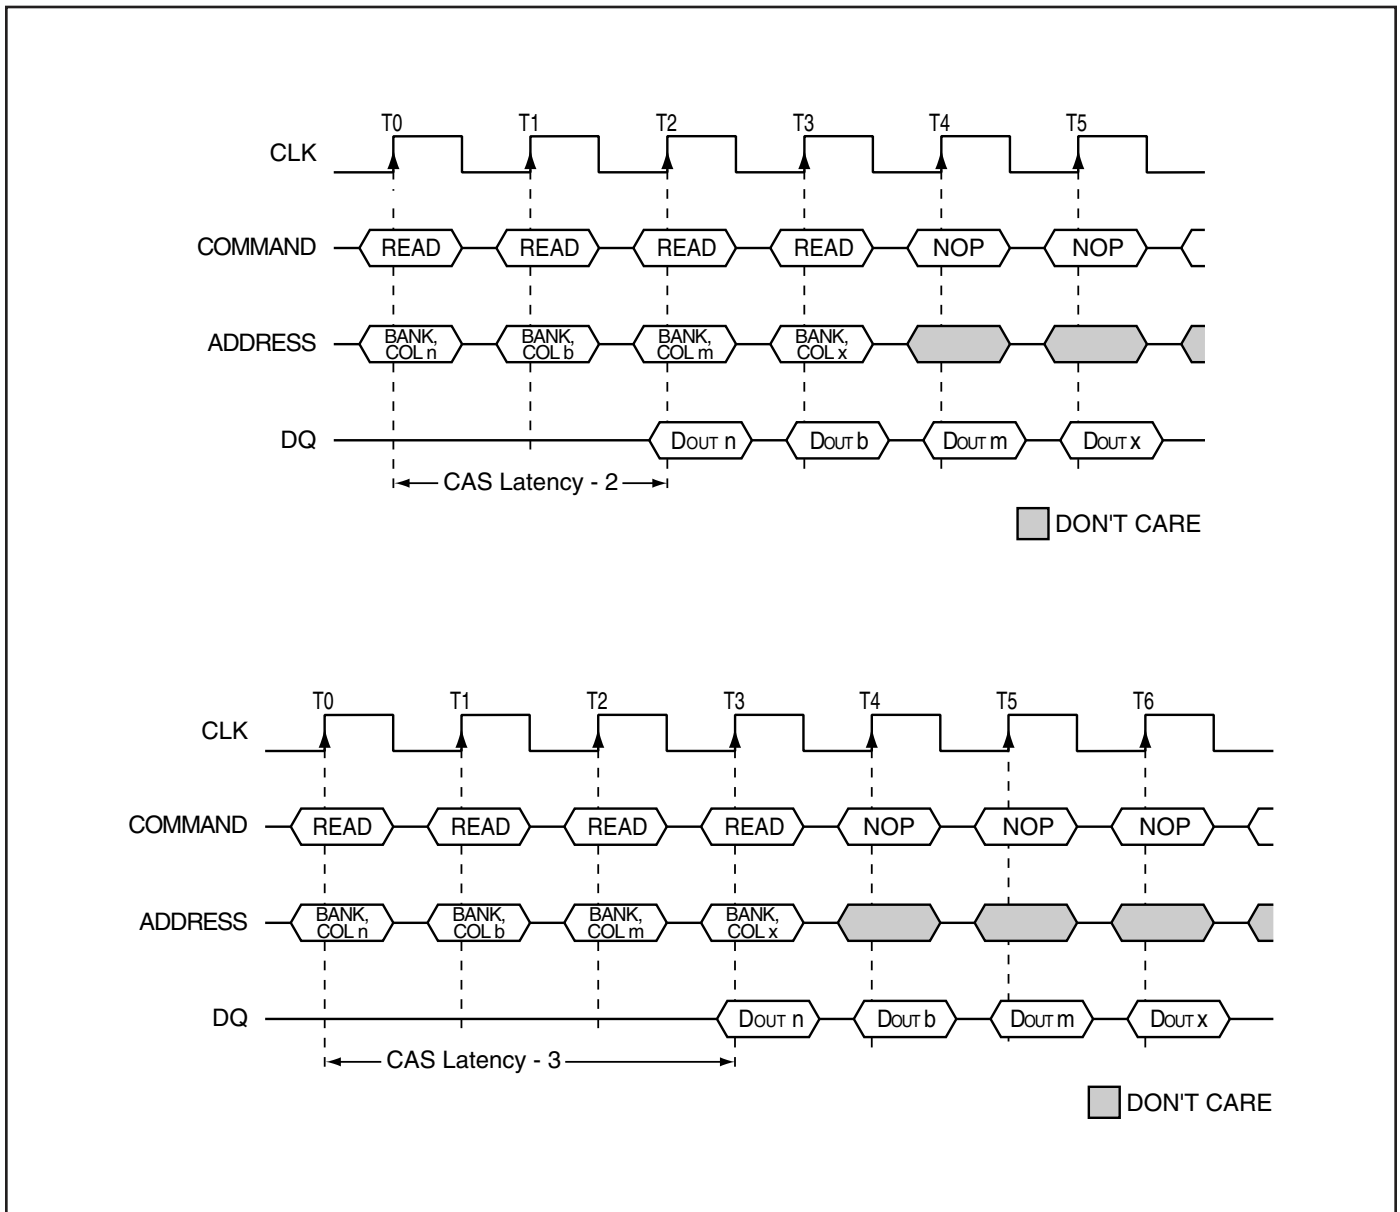 T0 T1 T2 T3 T4 T5
CLK
COMMAND READ READ READ READ NOP NOP
ADDRESS BANK, COL n BANK, COL b BANK, COL m BANK, COL x
DQ DOUT n DOUT b DOUT m DOUT x
CAS Latency - 2
DON'T CARE
T0 T1 T2 T3 T4 T5 T6
CLK
COMMAND READ READ READ READ NOP NOP NOP
ADDRESS BANK, COL n BANK, COL b BANK, COL m BANK, COL x
DQ DOUT n DOUT b DOUT m DOUT x
CAS Latency - 3
DON'T CARE